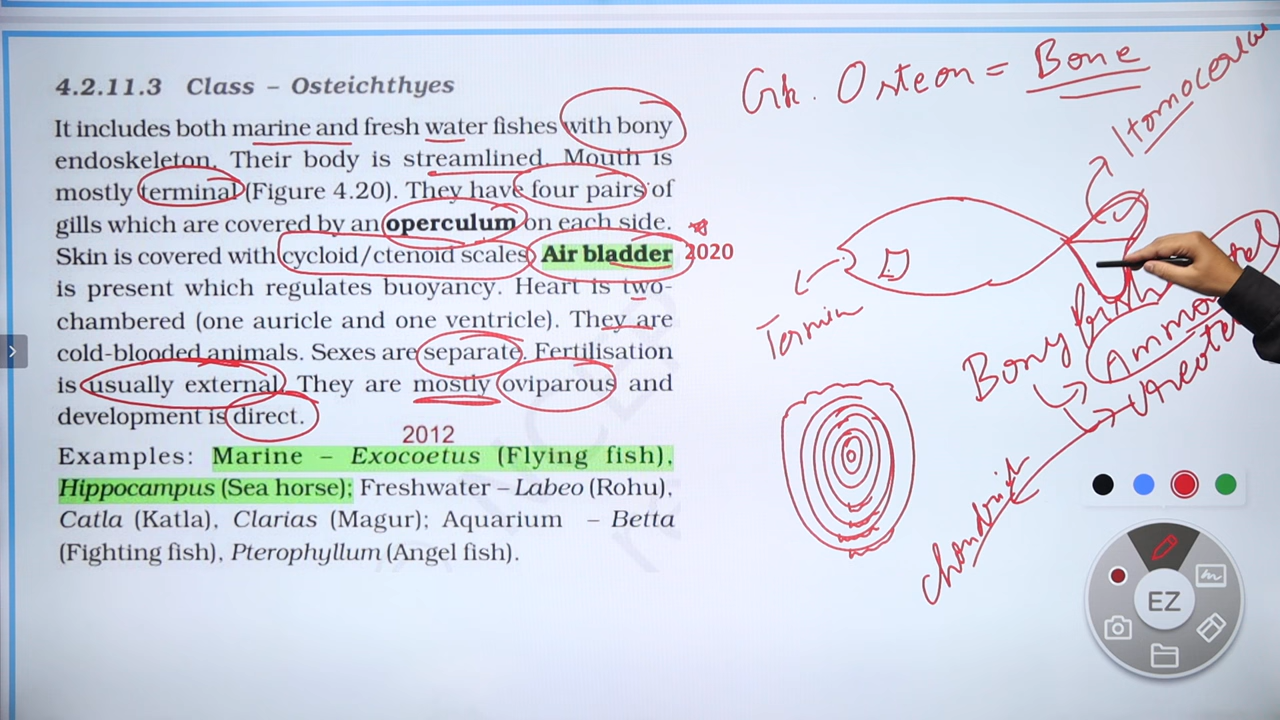 4.2.11.3 Class – Osteichthyes
It includes both marine and fresh water fishes with bony
endoskeleton. Their body is streamlined. Mouth is
mostly terminal (Figure 4.20). They have four pairs of
gills which are covered by an operculum on each side.
Skin is covered with cycloid/ctenoid scales. Air bladder 2020
is present which regulates buoyancy. Heart is two-
chambered (one auricle and one ventricle). They are
cold-blooded animals. Sexes are separate. Fertilisation
is usually external. They are mostly oviparous and
development is direct.
2012
Examples: Marine – Exocoetus (Flying fish),
Hippocampus (Sea horse); Freshwater – Labeo (Rohu),
Catla (Katla), Clarias (Magur); Aquarium – Betta
(Fighting fish), Pterophyllum (Angel fish).
Gk. Osteon = Bone
Bony fish
EZ